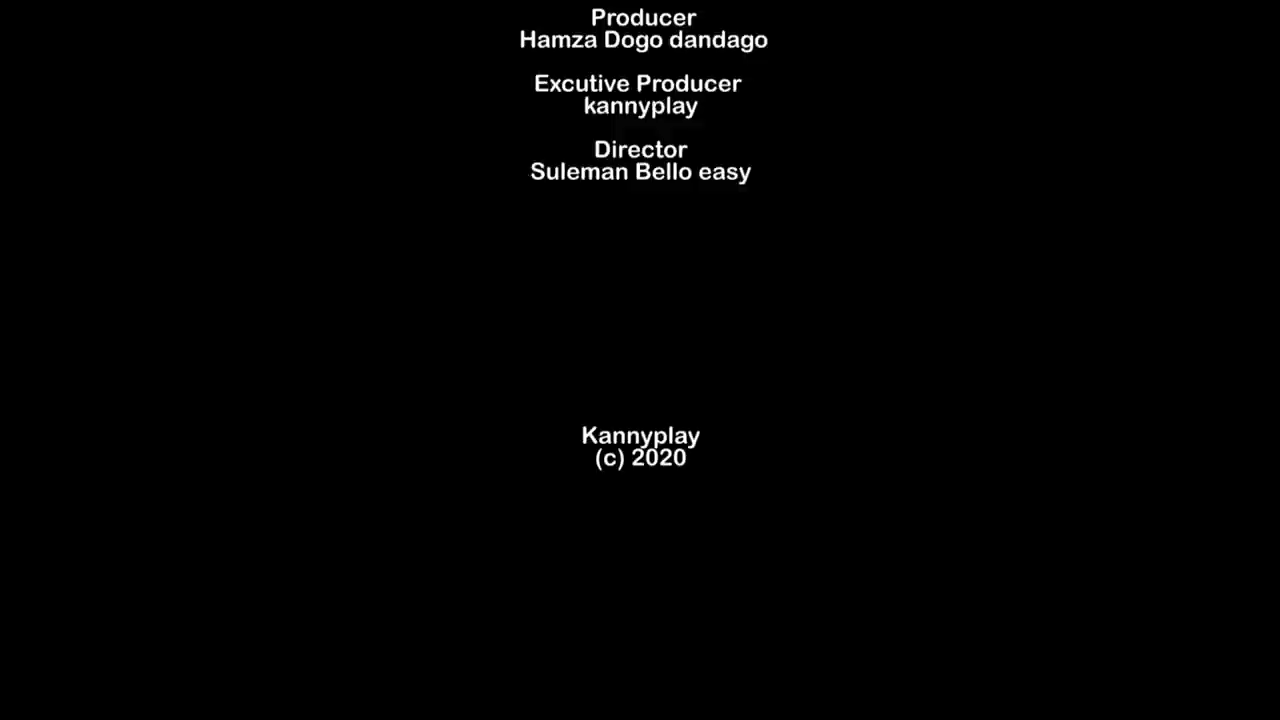 Producer
Hamza Dogo dandago
Excutive Producer
kannyplay
Director
Suleman Bello easy
Kannyplay
(c) 2020